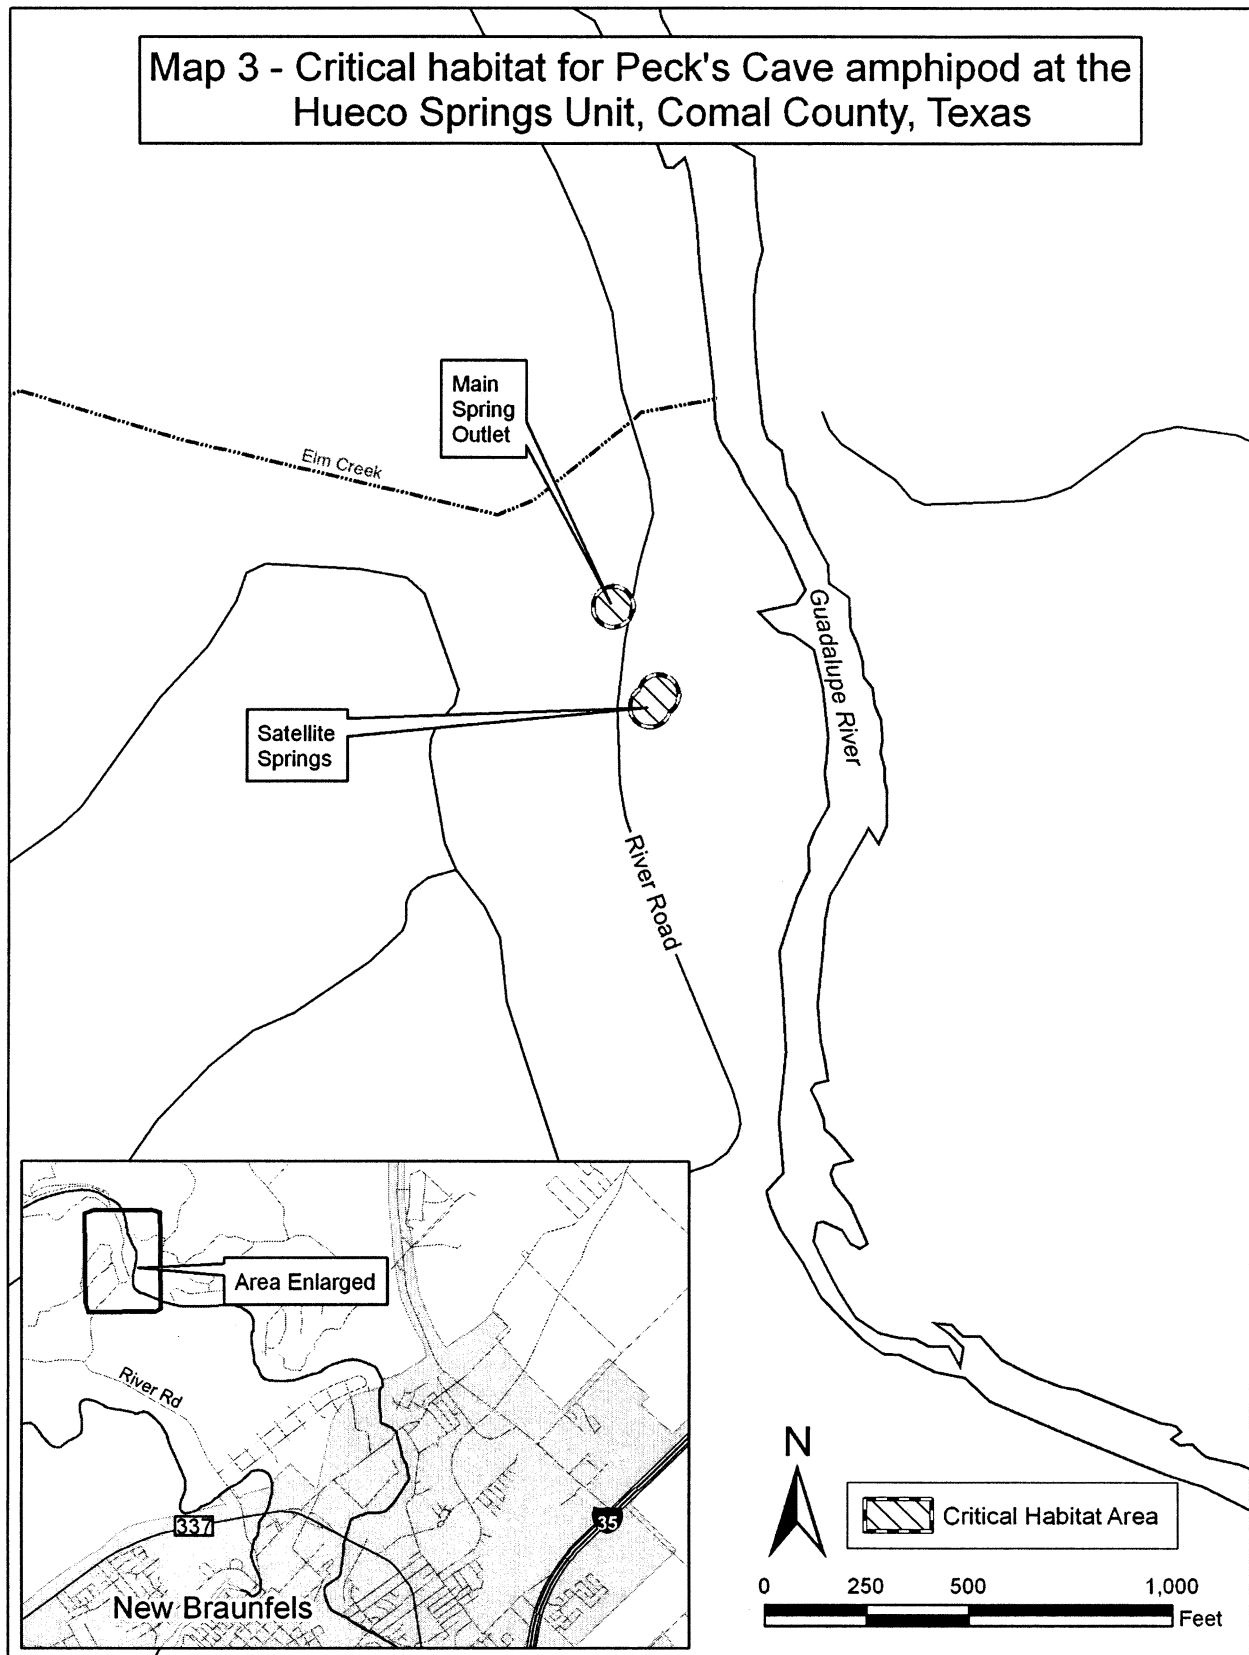 Map 3 - Critical habitat for Peck's Cave amphipod at the
Hueco Springs Unit, Comal County, Texas
Main
Spring
Outlet
Elm Creek
Guadalupe River
Satellite
Springs
River Road
Area Enlarged
River Rd
337
35
New Braunfels
N
Critical Habitat Area
0 250 500 1,000
Feet